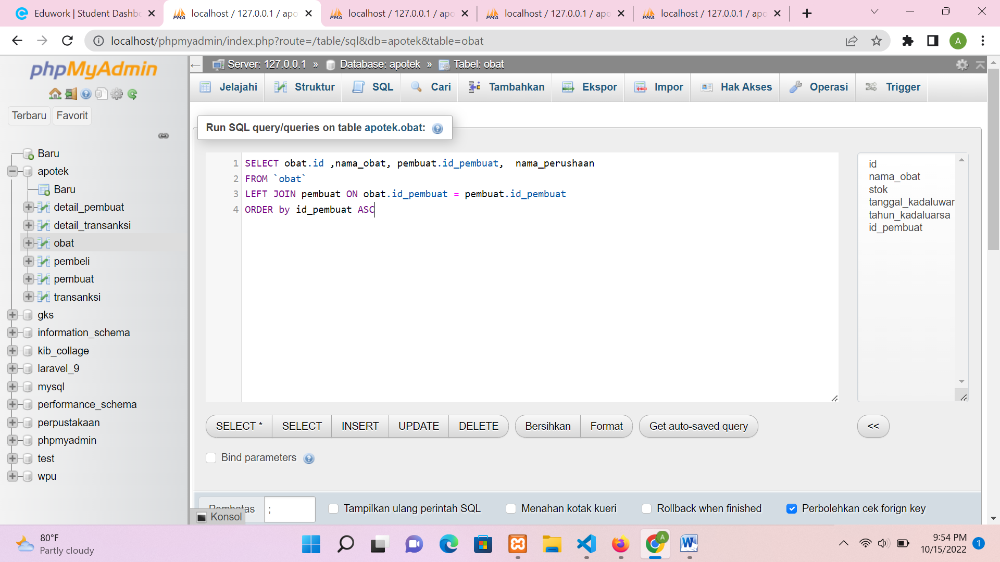 Eduwork | Student Dashbo
localhost / 127.0.0.1 / apo
localhost / 127.0.0.1 / apo
localhost / 127.0.0.1 / apo
localhost / 127.0.0.1 / apo
localhost/phpmyadmin/index.php?route=/table/sql&db=apotek&table=obat
A
phpMyAdmin
Terbaru
Favorit
Baru
apotek
Baru
detail_pembuat
detail_transanksi
obat
pembeli
pembuat
transanksi
gks
information_schema
kib_collage
laravel_9
mysql
performance_schema
perpustakaan
phpmyadmin
test
wpu
Server: 127.0.0.1 » Database: apotek » Tabel: obat
Jelajahi Struktur SQL Cari Tambahkan Ekspor Impor Hak Akses Operasi Trigger
Run SQL query/queries on table apotek.obat:
1 SELECT obat.id ,nama_obat, pembuat.id_pembuat,  nama_perushaan
2 FROM `obat`
3 LEFT JOIN pembuat ON obat.id_pembuat = pembuat.id_pembuat
4 ORDER by id_pembuat ASC
id
nama_obat
stok
tanggal_kadaluwar
tahun_kadaluarsa
id_pembuat
SELECT * SELECT INSERT UPDATE DELETE Bersihkan Format Get auto-saved query <<
Bind parameters
; Tampilkan ulang perintah SQL Menahan kotak kueri Rollback when finished Perbolehkan cek forign key
Konsol
80°F
Partly cloudy
A
9:54 PM
10/15/2022
1